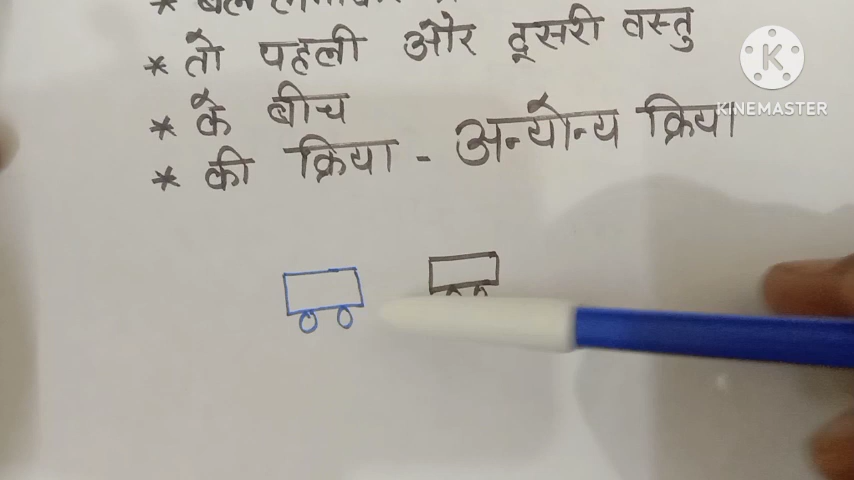 * तो पहली और दूसरी वस्तु
* के बीच
* की क्रिया - अन्योन्य क्रिया
K
KINEMASTER